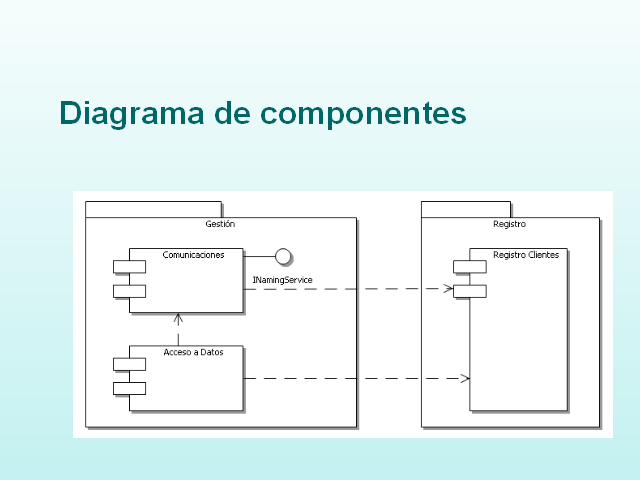 Diagrama de componentes
Gestión
Registro
Comunicaciones
Registro Clientes
INamingService
Acceso a Datos